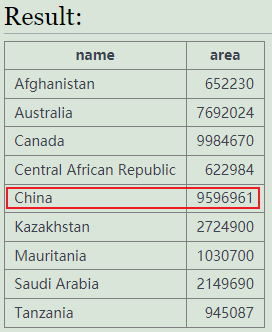 Result:
name area
Afghanistan 652230
Australia 7692024
Canada 9984670
Central African Republic 622984
China 9596961
Kazakhstan 2724900
Mauritania 1030700
Saudi Arabia 2149690
Tanzania 945087